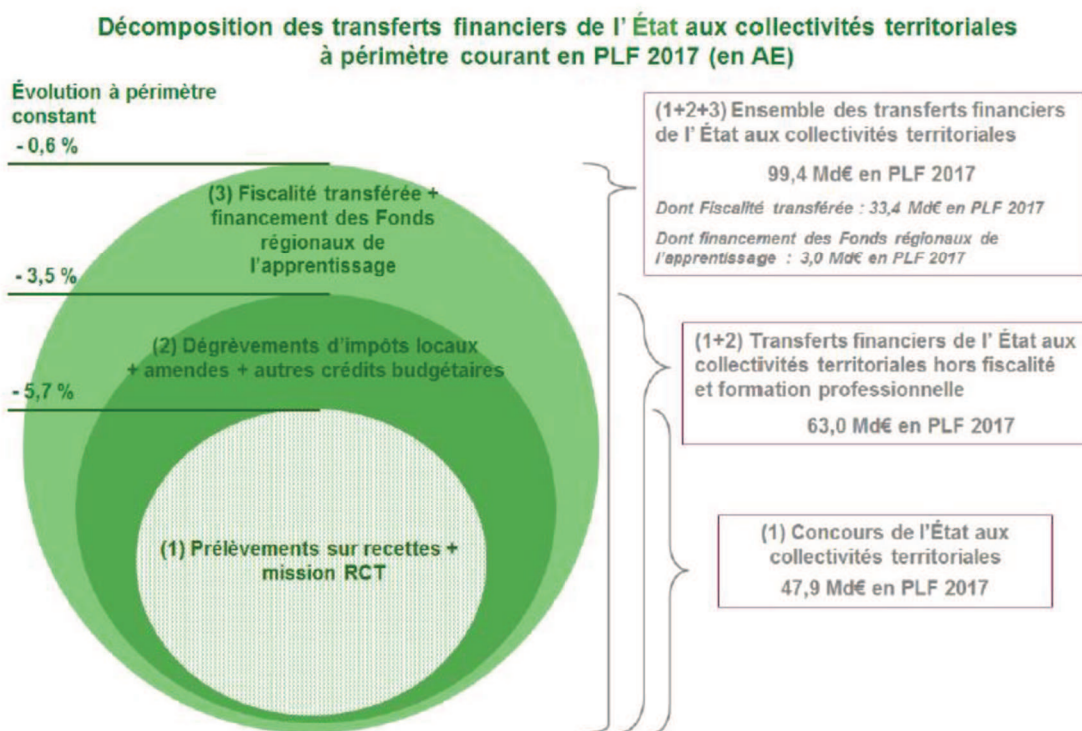 Décomposition des transferts financiers de l' État aux collectivités territoriales
à périmètre courant en PLF 2017 (en AE)
Évolution à périmètre
constant
- 0,6 %
(3) Fiscalité transférée +
financement des Fonds
régionaux de
l'apprentissage
- 3,5 %
(2) Dégrèvements d'impôts locaux
+ amendes + autres crédits budgétaires
- 5,7 %
(1) Prélèvements sur recettes +
mission RCT
(1+2+3) Ensemble des transferts financiers
de l' État aux collectivités territoriales
99,4 Md€ en PLF 2017
Dont Fiscalité transférée : 33,4 Md€ en PLF 2017
Dont financement des Fonds régionaux de
l'apprentissage : 3,0 Md€ en PLF 2017
(1+2) Transferts financiers de l' État aux
collectivités territoriales hors fiscalité
et formation professionnelle
63,0 Md€ en PLF 2017
(1) Concours de l'État aux
collectivités territoriales
47,9 Md€ en PLF 2017